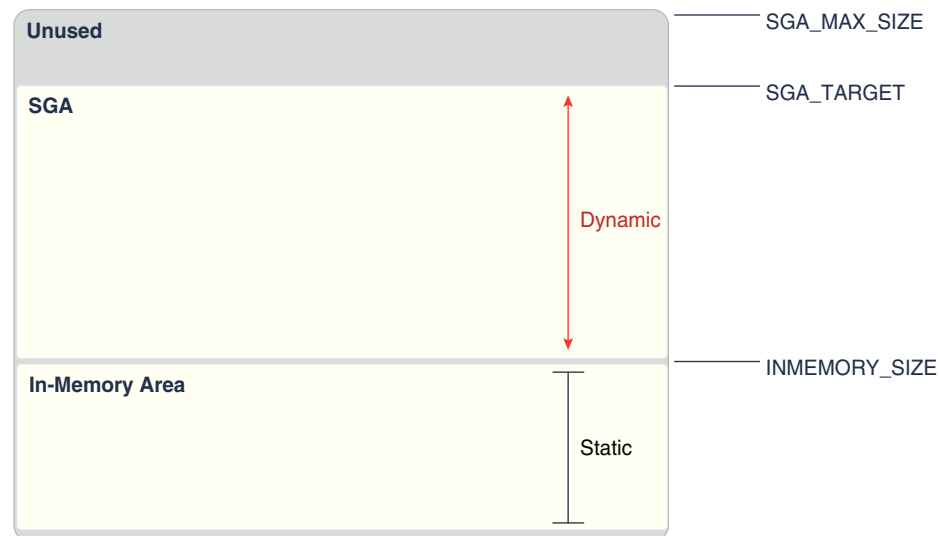 Unused
SGA_MAX_SIZE
SGA_TARGET
SGA
Dynamic
INMEMORY_SIZE
In-Memory Area
Static